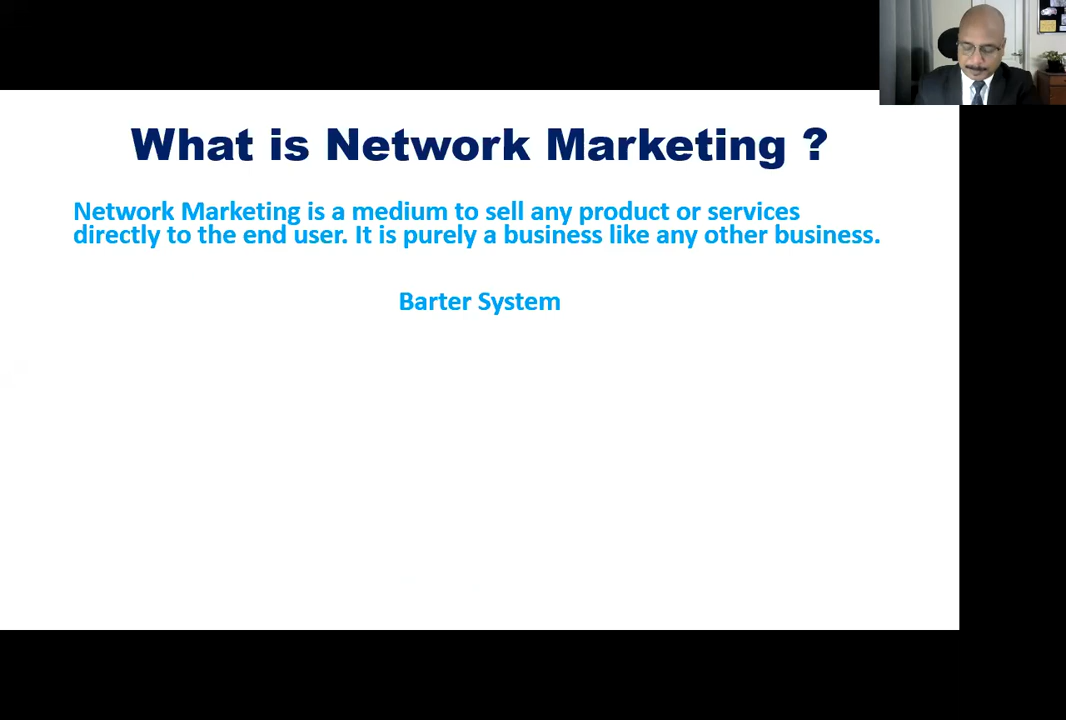 What is Network Marketing ?
Network Marketing is a medium to sell any product or services
directly to the end user. It is purely a business like any other business.
Barter System